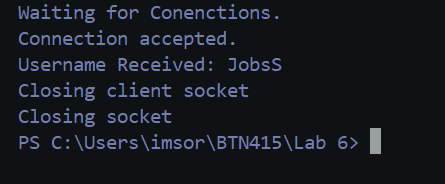 Waiting for Conenctions.
Connection accepted.
Username Received: JobsS
Closing client socket
Closing socket
PS C:\Users\imsor\BTN415\Lab 6>